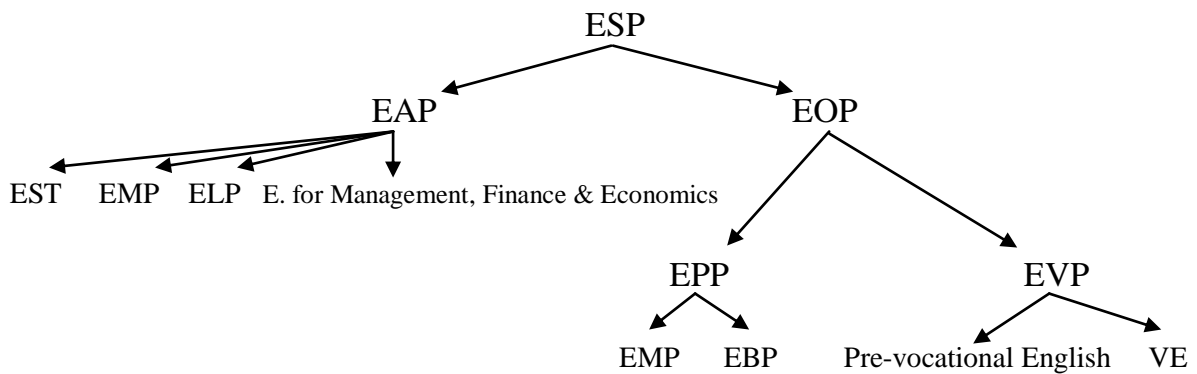 ESP
EAP EOP
EST EMP ELP E. for Management, Finance & Economics
EPP EVP
EMP EBP Pre-vocational English VE